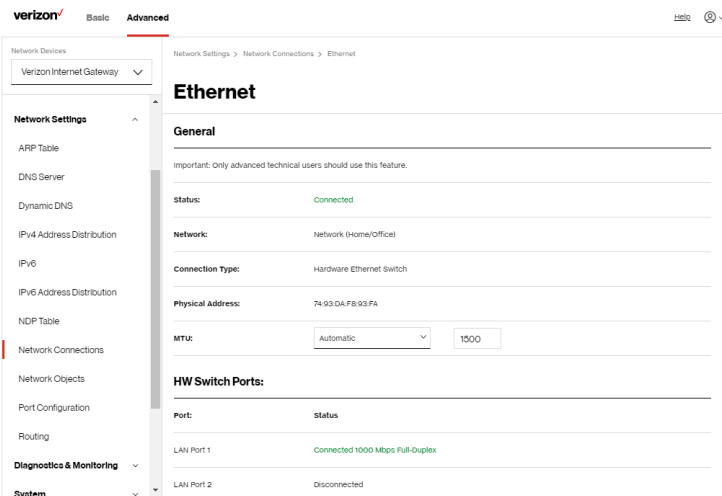 verizon✓ Basic Advanced Help
Network Devices
Verizon Internet Gateway
Network Settings
ARP Table
DNS Server
Dynamic DNS
IPv4 Address Distribution
IPv6
IPv6 Address Distribution
NDP Table
Network Connections
Network Objects
Port Configuration
Routing
Diagnostics & Monitoring
System
Network Settings > Network Connections > Ethernet
Ethernet
General
Important: Only advanced technical users should use this feature.
Status: Connected
Network: Network (Home/Office)
Connection Type: Hardware Ethernet Switch
Physical Address: 74:93:DA:F8:93:FA
MTU: Automatic 1500
HW Switch Ports:
Port: Status
LAN Port 1 Connected 1000 Mbps Full-Duplex
LAN Port 2 Disconnected